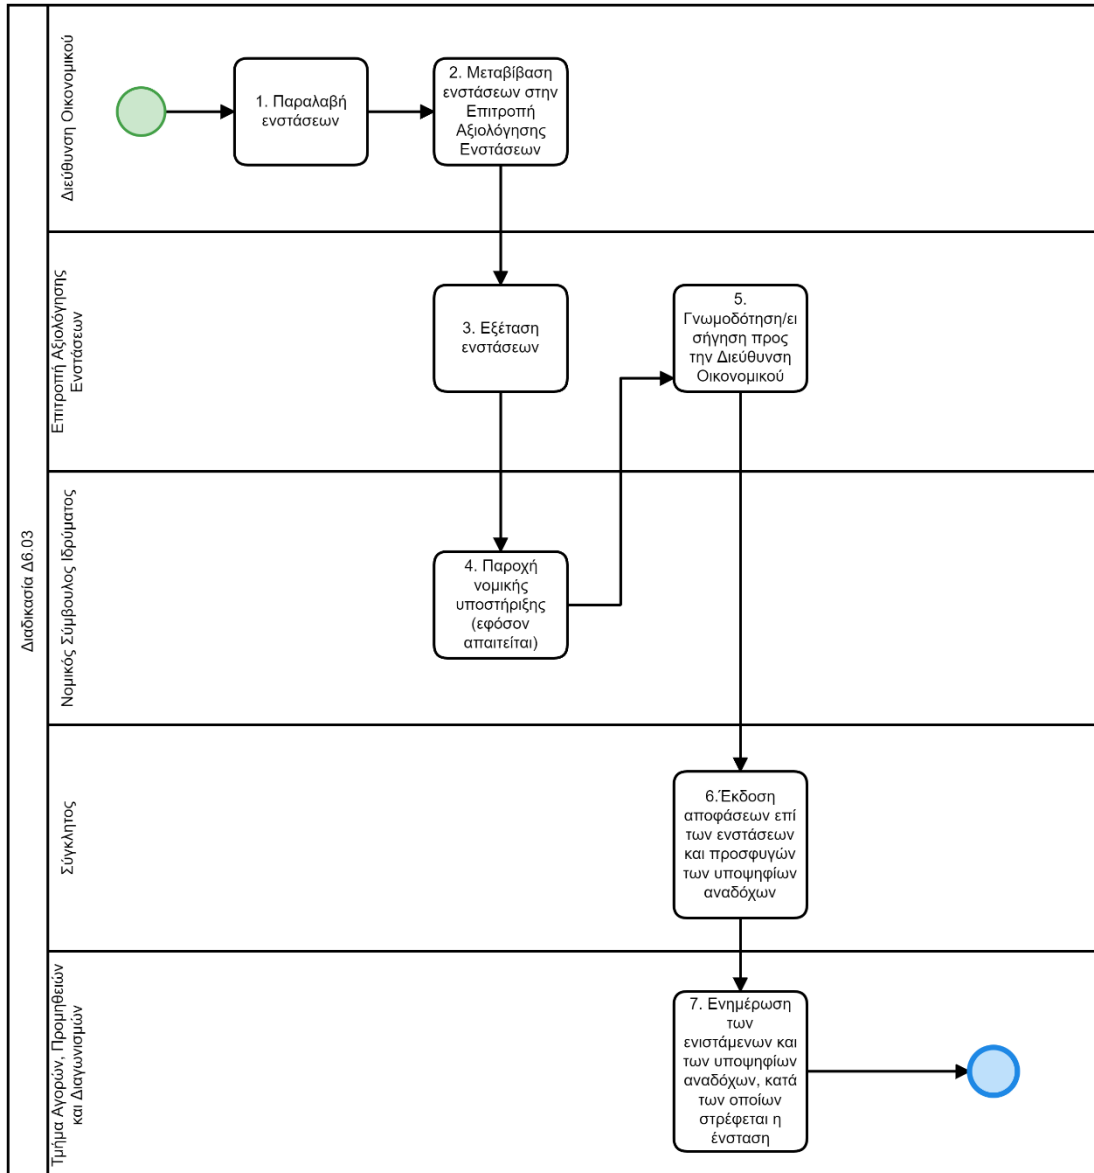 Διαδικασία Δ6.03
Διεύθυνση Οικονομικού
1. Παραλαβή
ενστάσεων
2. Μεταβίβαση
ενστάσεων στην
Επιτροπή
Αξιολόγησης
Ενστάσεων
Επιτροπή Αξιολόγησης
Ενστάσεων
3. Εξέταση
ενστάσεων
5.
Γνωμοδότηση/ει
σήγηση προς
την Διεύθυνση
Οικονομικού
Νομικός Σύμβουλος Ιδρύματος
4. Παροχή
νομικής
υποστήριξης
(εφόσον
απαιτείται)
Σύγκλητος
6.Έκδοση
αποφάσεων επί
των ενστάσεων
και προσφυγών
των υποψηφίων
αναδόχων
Τμήμα Αγορών, Προμηθειών
και Διαγωνισμών
7. Ενημέρωση
των
ενιστάμενων και
των υποψηφίων
αναδόχων, κατά
των οποίων
στρέφεται η
ένσταση